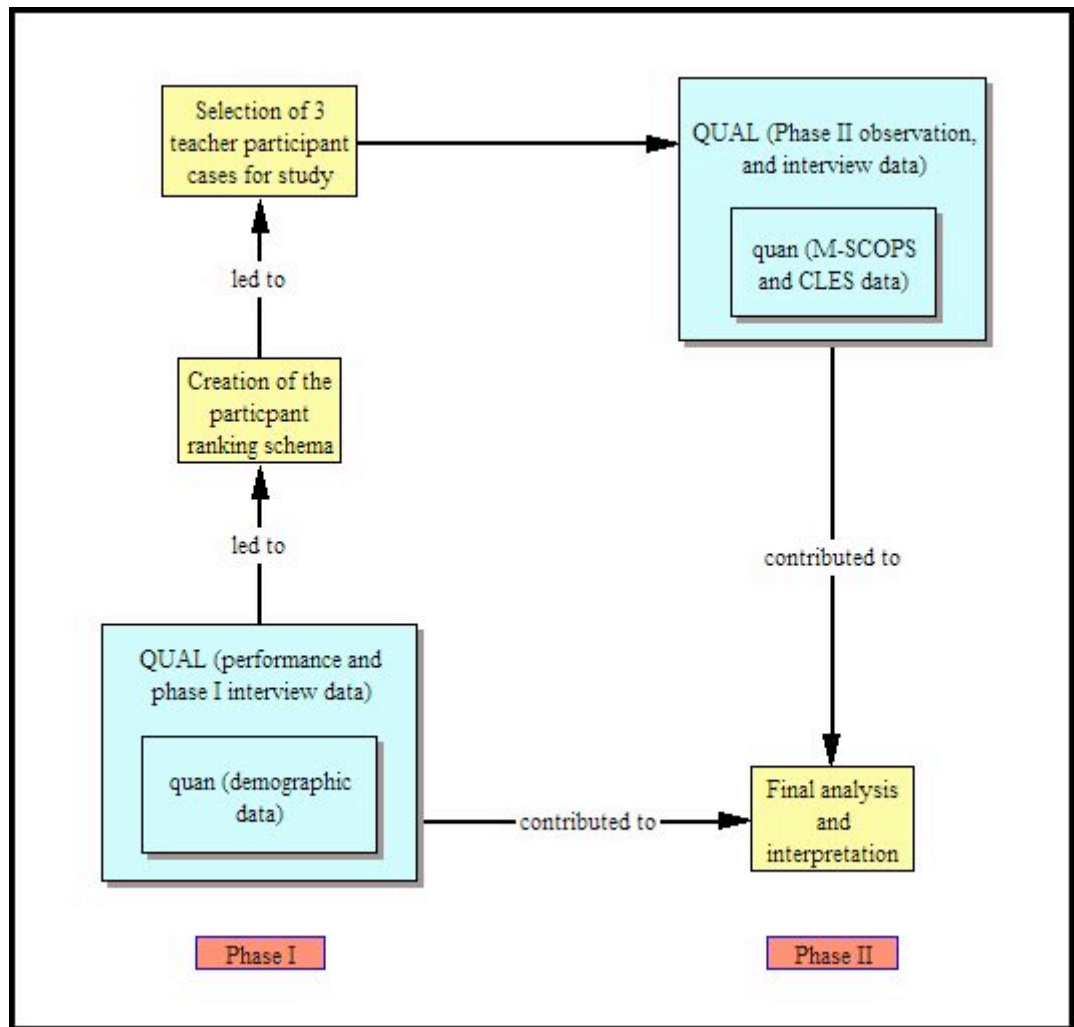 Selection of 3
teacher participant
cases for study
QUAL (Phase II observation,
and interview data)
quan (M-SCOPS
and CLES data)
led to
Creation of the
particpant
ranking schema
led to
contributed to
QUAL (performance and
phase I interview data)
quan (demographic
data)
contributed to
Final analysis
and
interpretation
Phase I
Phase II